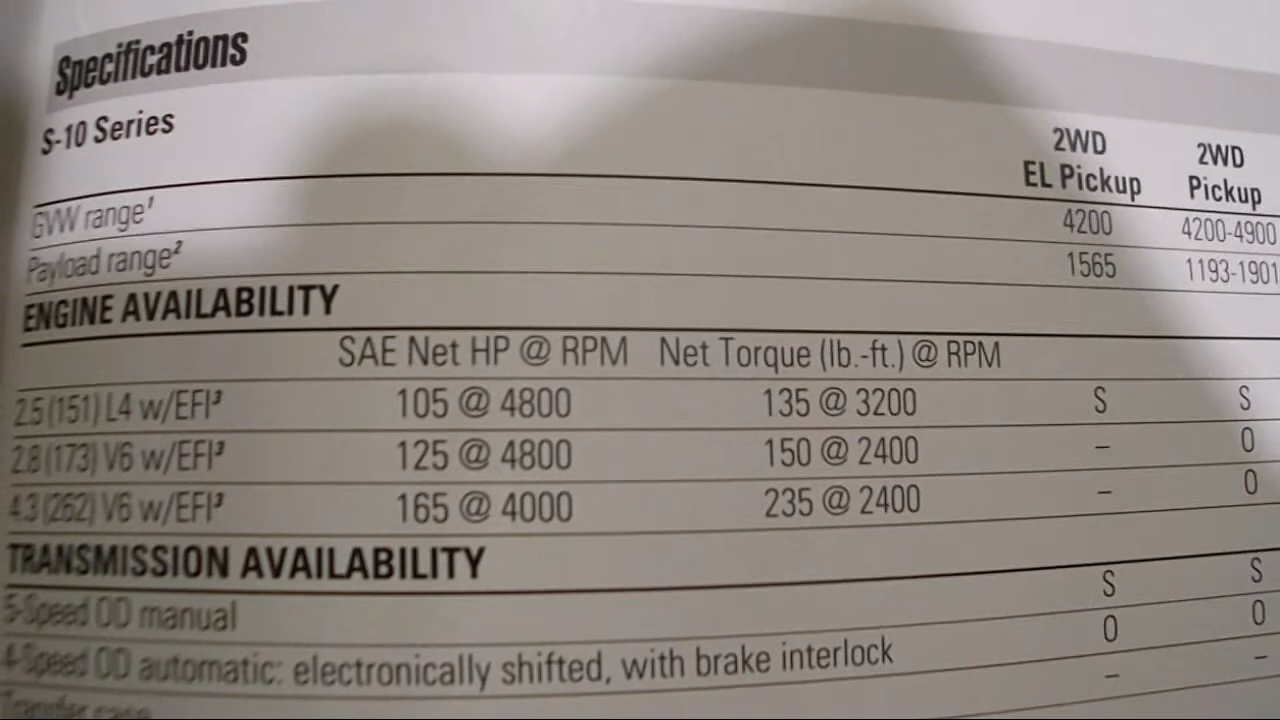 Specifications
S-10 Series
2WD EL Pickup 2WD Pickup
GVW range¹ 4200 4200-4900
Payload range² 1565 1193-1901
ENGINE AVAILABILITY
SAE Net HP @ RPM Net Torque (lb.-ft.) @ RPM
2.5 (151) L4 w/EFI³ 105 @ 4800 135 @ 3200 S S
2.8 (173) V6 w/EFI³ 125 @ 4800 150 @ 2400 – O
4.3 (262) V6 w/EFI³ 165 @ 4000 235 @ 2400 – O
TRANSMISSION AVAILABILITY
5-Speed OD manual S S
4-Speed OD automatic: electronically shifted, with brake interlock O O
Transfer case – –